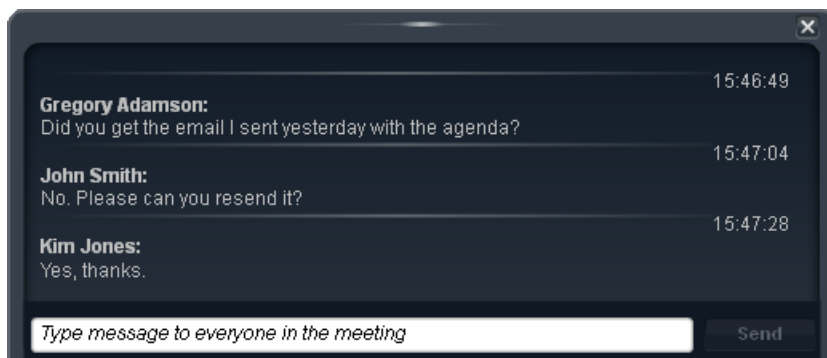 15:46:49
Gregory Adamson:
Did you get the email I sent yesterday with the agenda?
15:47:04
John Smith:
No. Please can you resend it?
15:47:28
Kim Jones:
Yes, thanks.
Type message to everyone in the meeting
Send